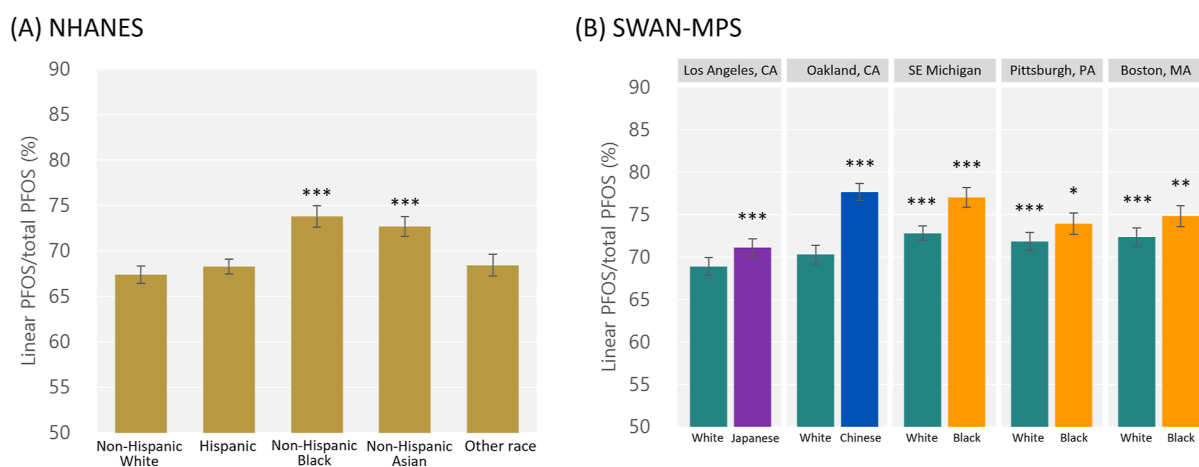 (A) NHANES
Linear PFOS/total PFOS (%)
90
85
80
75
70
65
60
55
50
***
***
Non-Hispanic White
Hispanic
Non-Hispanic Black
Non-Hispanic Asian
Other race
(B) SWAN-MPS
Los Angeles, CA
Oakland, CA
SE Michigan
Pittsburgh, PA
Boston, MA
Linear PFOS/total PFOS (%)
90
85
80
75
70
65
60
55
50
***
***
***
***
***
*
***
**
White
Japanese
White
Chinese
White
Black
White
Black
White
Black